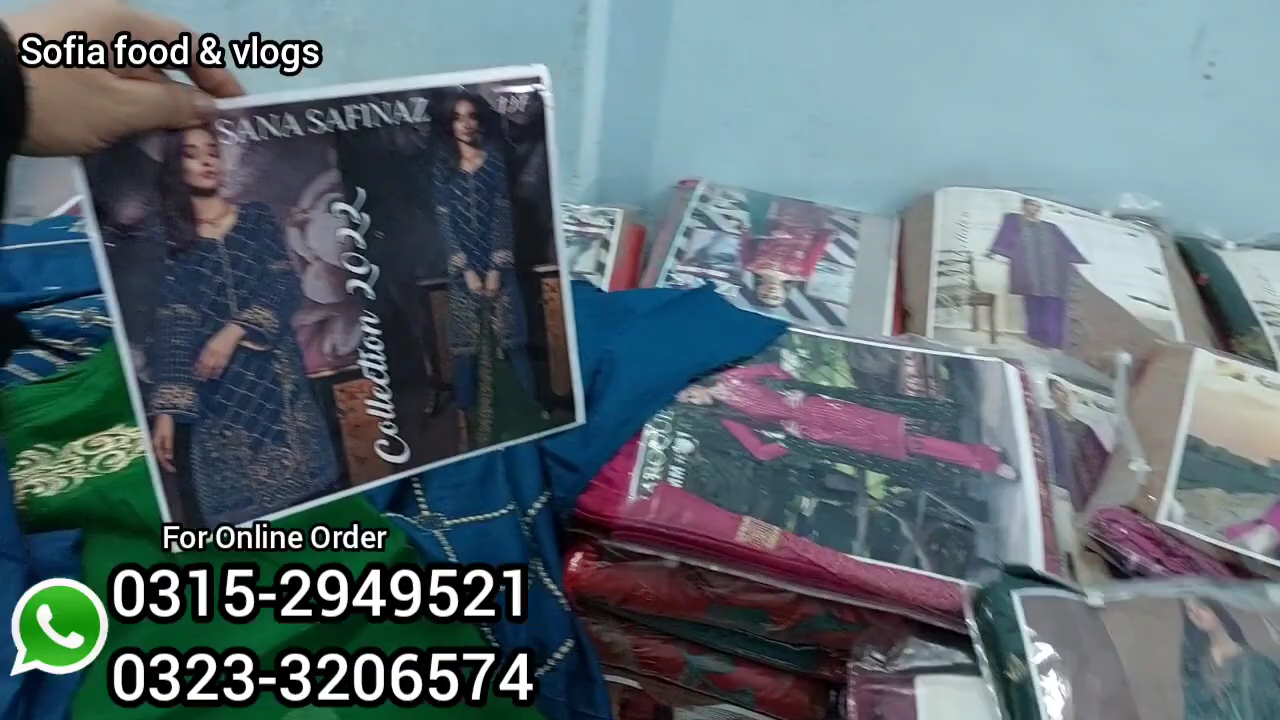 Sofia food & vlogs
SANA SAFINAZ
Collection 2022
For Online Order
0315-2949521
0323-3206574